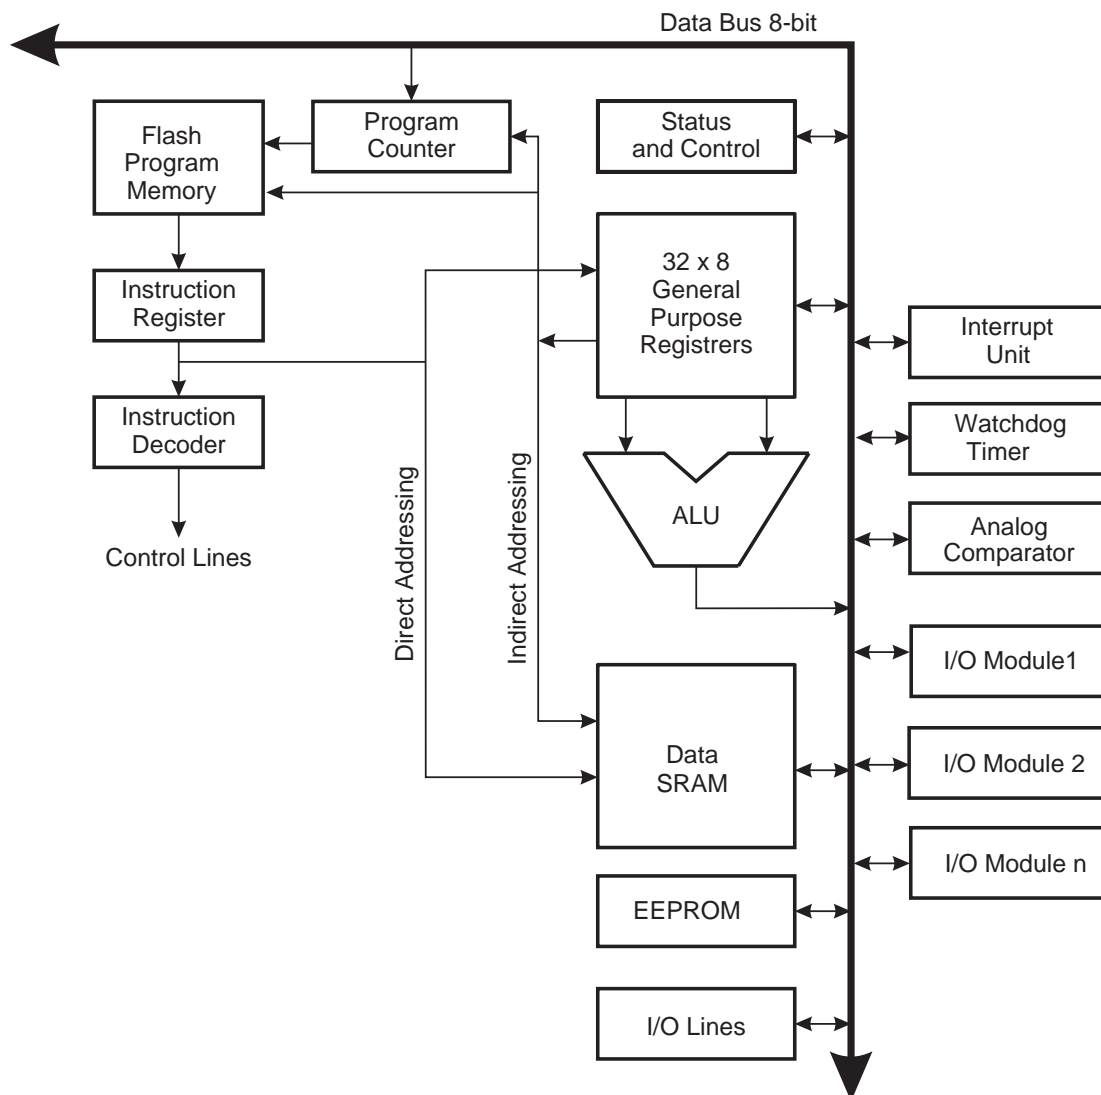 Data Bus 8-bit
Flash
Program
Memory
Program
Counter
Status
and Control
32 x 8
General
Purpose
Registrers
Instruction
Register
Instruction
Decoder
Control Lines
Direct Addressing
Indirect Addressing
ALU
Interrupt
Unit
Watchdog
Timer
Analog
Comparator
I/O Module1
Data
SRAM
I/O Module 2
I/O Module n
EEPROM
I/O Lines